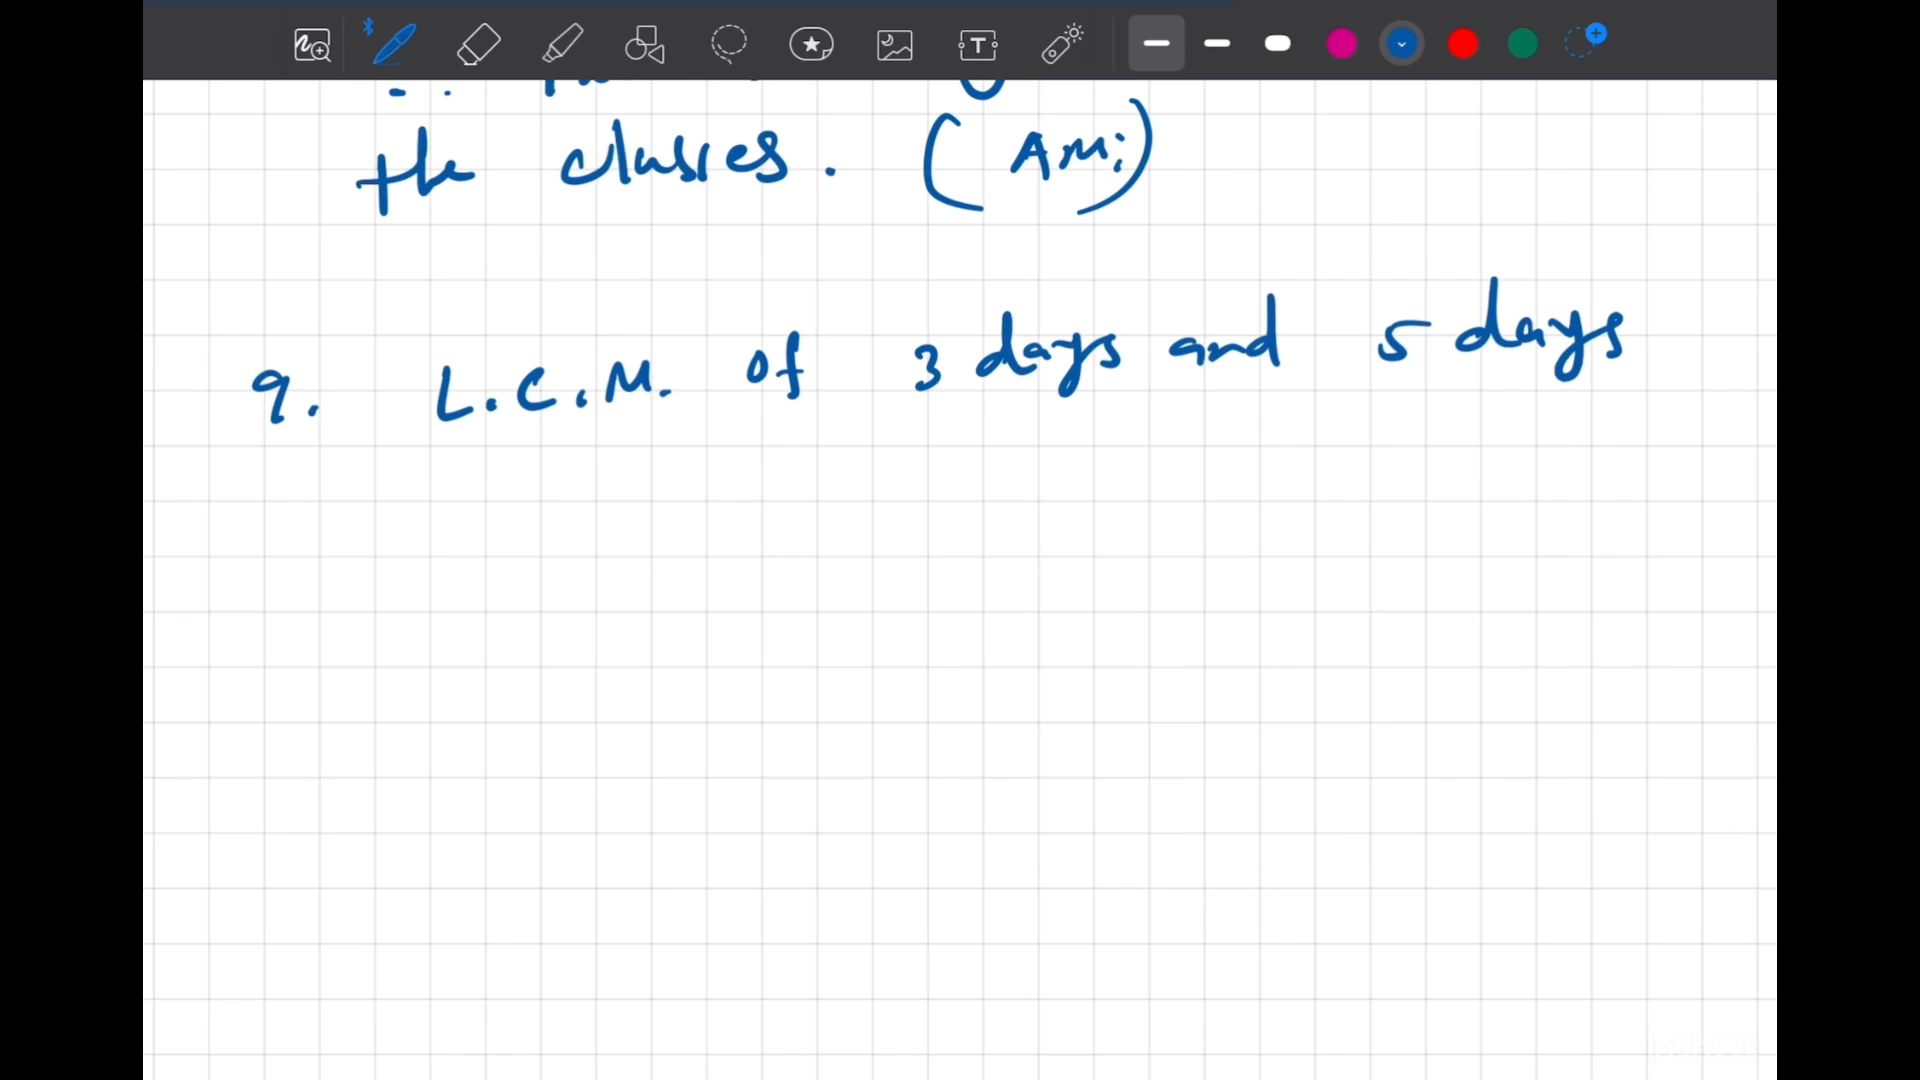 the classes. (Ans:)
9. L.C.M. of 3 days and 5 days